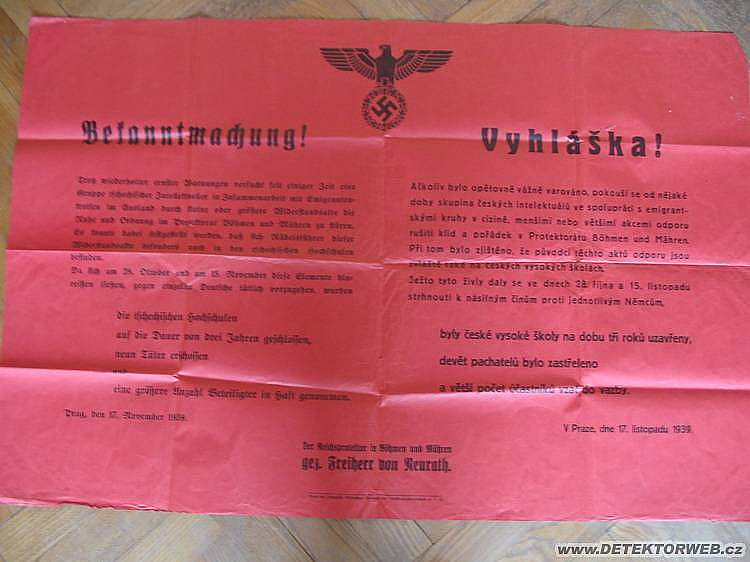 Bekanntmachung!
Trotz wiederholter ernster Warnungen versucht seit einiger Zeit eine
Gruppe tschechischer Intellektueller in Zusammenarbeit mit Emigranten-
kreisen im Ausland durch kleine oder größere Widerstandsakte die
Ruhe und Ordnung im Protektorat Böhmen und Mähren zu stören.
Es konnte dabei festgestellt werden, daß sich Rädelsführer dieser
Widerstandsakte besonders auch in den tschechischen Hochschulen
befinden.
Da sich am 28. Oktober und am 15. November diese Elemente hin-
reißen ließen, gegen einzelne Deutsche tätlich vorzugehen, wurden
die tschechischen Hochschulen
auf die Dauer von drei Jahren geschlossen,
neun Täter erschossen
und
eine größere Anzahl Beteiligter in Haft genommen.
Prag, den 17. November 1939.
Vyhláška!
Ačkoliv bylo opětovně vážně varováno, pokouší se od nějaké
doby skupina českých intelektuálů ve spolupráci s emigrant-
skými kruhy v cizině, menšími nebo většími akcemi odporu
rušiti klid a pořádek v Protektorátu Böhmen und Mähren.
Při tom bylo zjištěno, že původci těchto aktů odporu jsou
zvláště také na českých vysokých školách.
Ježto tyto živly daly se ve dnech 28. října a 15. listopadu
strhnouti k násilným činům proti jednotlivým Němcům,
byly české vysoké školy na dobu tří roků uzavřeny,
devět pachatelů bylo zastřeleno
a větší počet účastníků vzat do vazby.
V Praze, dne 17. listopadu 1939.
Der Reichsprotektor in Böhmen und Mähren
gez. Freiherr von Neurath.
www.DETEKTORWEB.cz